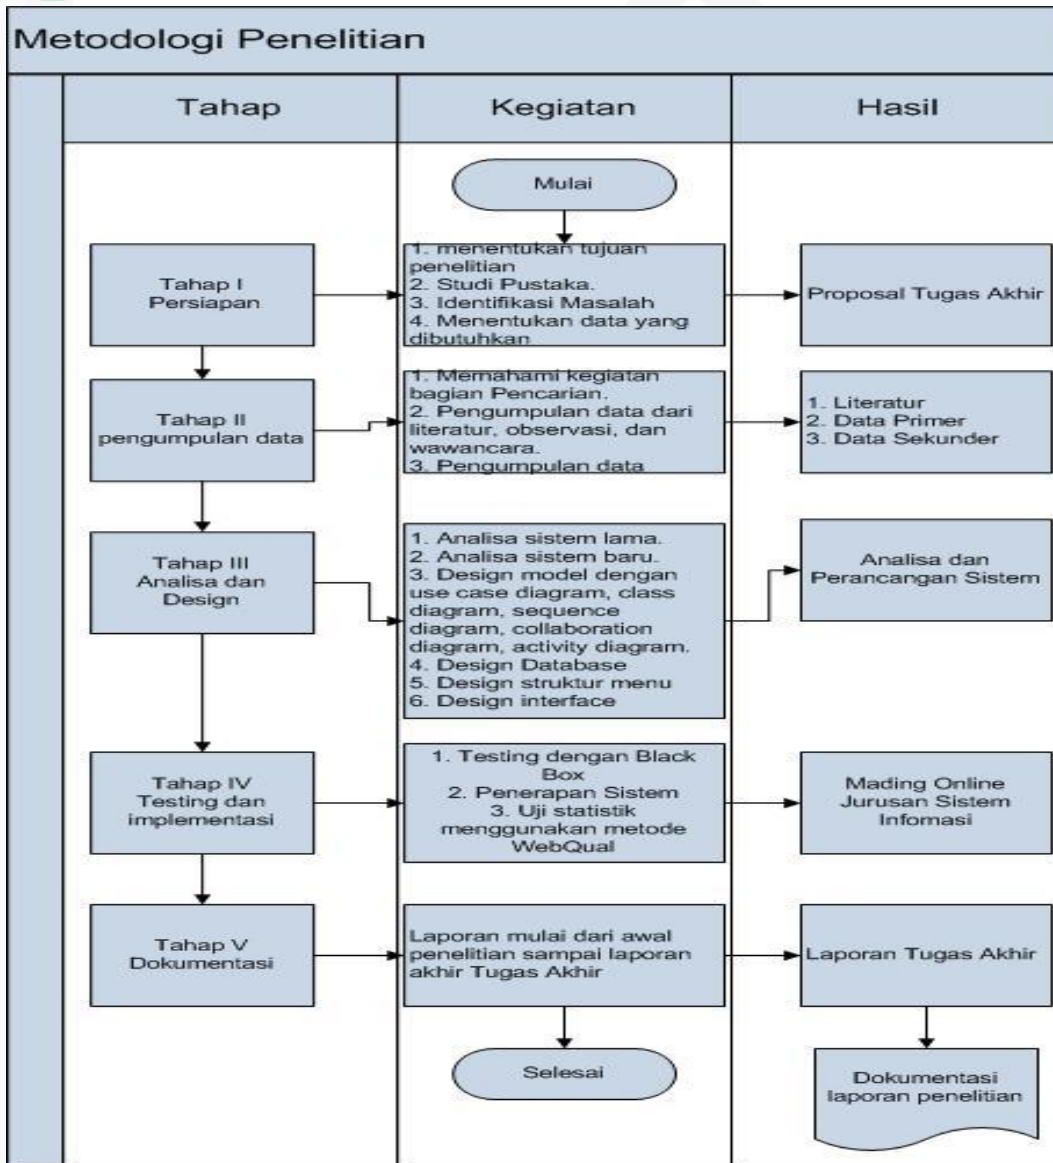 Metodologi Penelitian
Tahap
Kegiatan
Hasil
Mulai
Tahap I
Persiapan
1. menentukan tujuan
penelitian
2. Studi Pustaka.
3. Identifikasi Masalah
4. Menentukan data yang
dibutuhkan
Proposal Tugas Akhir
Tahap II
pengumpulan data
1. Memahami kegiatan
bagian Pencarian.
2. Pengumpulan data dari
literatur, observasi, dan
wawancara.
3. Pengumpulan data
1. Literatur
2. Data Primer
3. Data Sekunder
Tahap III
Analisa dan
Design
1. Analisa sistem lama.
2. Analisa sistem baru.
3. Design model dengan
use case diagram, class
diagram, sequence
diagram, collaboration
diagram, activity diagram.
4. Design Database
5. Design struktur menu
6. Design interface
Analisa dan
Perancangan Sistem
Tahap IV
Testing dan
implementasi
1. Testing dengan Black
Box
2. Penerapan Sistem
3. Uji statistik
menggunakan metode
WebQual
Mading Online
Jurusan Sistem
Infomasi
Tahap V
Dokumentasi
Laporan mulai dari awal
penelitian sampai laporan
akhir Tugas Akhir
Laporan Tugas Akhir
Selesai
Dokumentasi
laporan penelitian